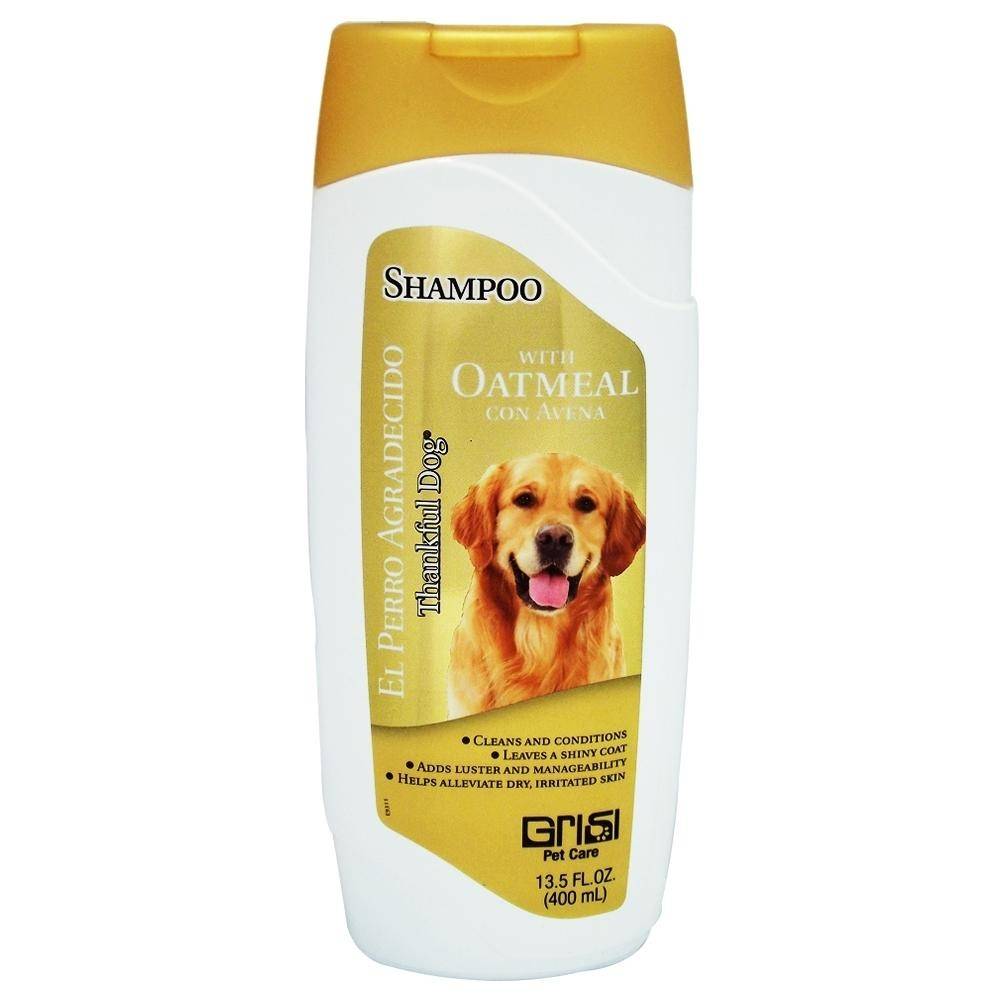 SHAMPOO
WITH
OATMEAL
CON AVENA
EL PERRO AGRADECIDO
Thankful Dog
• CLEANS AND CONDITIONS
• LEAVES A SHINY COAT
• ADDS LUSTER AND MANAGEABILITY
• HELPS ALLEVIATE DRY, IRRITATED SKIN
GRISI
Pet Care
13.5 FL.OZ.
(400 mL)